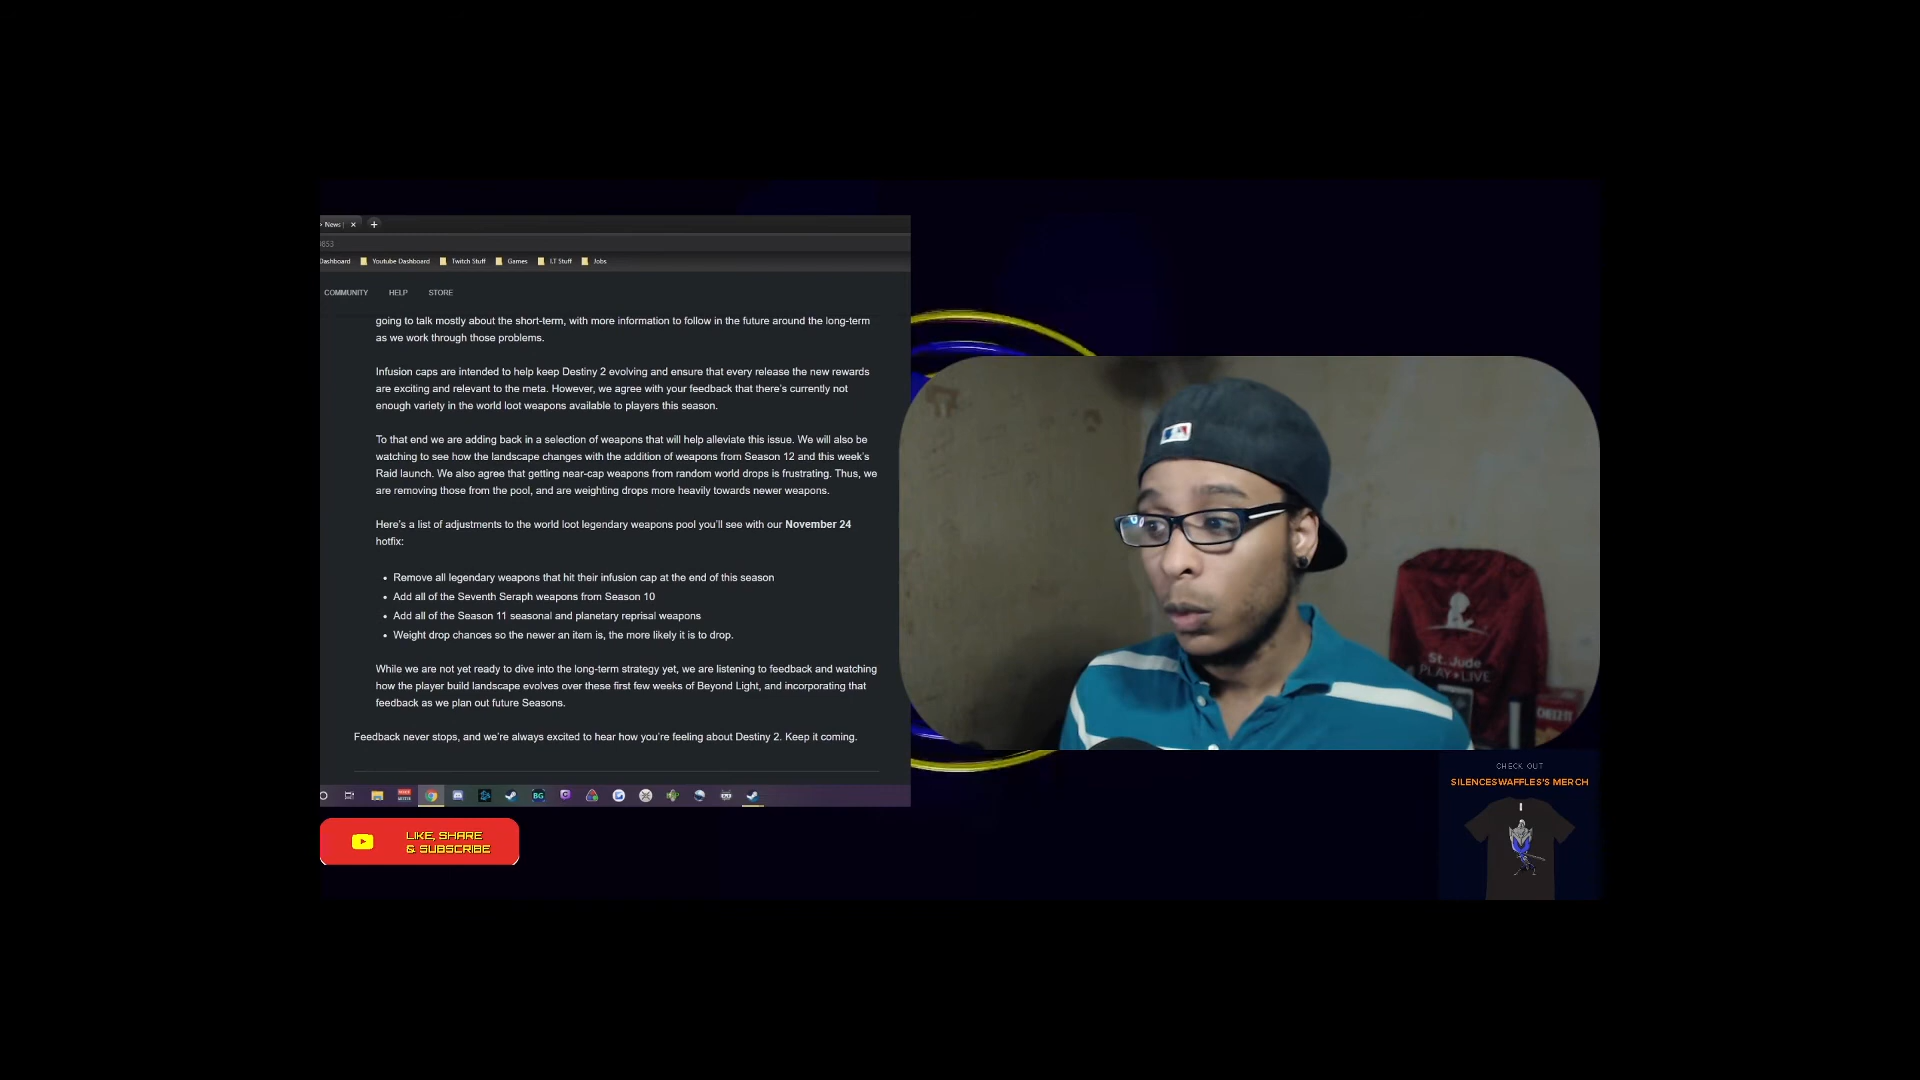 News |
653
Dashboard Youtube Dashboard Twitch Stuff Games I.T Stuff Jobs
COMMUNITY HELP STORE
going to talk mostly about the short-term, with more information to follow in the future around the long-term
as we work through those problems.
Infusion caps are intended to help keep Destiny 2 evolving and ensure that every release the new rewards
are exciting and relevant to the meta. However, we agree with your feedback that there's currently not
enough variety in the world loot weapons available to players this season.
To that end we are adding back in a selection of weapons that will help alleviate this issue. We will also be
watching to see how the landscape changes with the addition of weapons from Season 12 and this week's
Raid launch. We also agree that getting near-cap weapons from random world drops is frustrating. Thus, we
are removing those from the pool, and are weighting drops more heavily towards newer weapons.
Here's a list of adjustments to the world loot legendary weapons pool you'll see with our November 24
hotfix:
• Remove all legendary weapons that hit their infusion cap at the end of this season
• Add all of the Seventh Seraph weapons from Season 10
• Add all of the Season 11 seasonal and planetary reprisal weapons
• Weight drop chances so the newer an item is, the more likely it is to drop.
While we are not yet ready to dive into the long-term strategy yet, we are listening to feedback and watching
how the player build landscape evolves over these first few weeks of Beyond Light, and incorporating that
feedback as we plan out future Seasons.
Feedback never stops, and we're always excited to hear how you're feeling about Destiny 2. Keep it coming.
BG
LIKE, SHARE
& SUBSCRIBE
St. Jude
PLAY LIVE
CHEEZ-IT
CHECK OUT
SILENCESWAFFLES'S MERCH